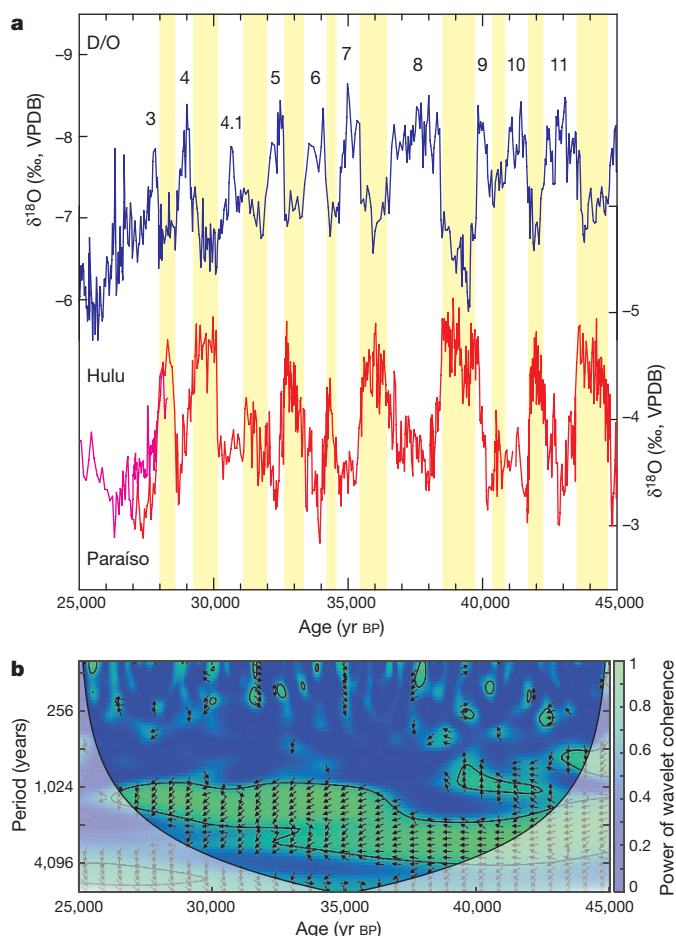 a
D/O
–9
–8
–7
–6
δ¹⁸O (‰, VPDB)
3
4
4.1
5
6
7
8
9
10
11
Hulu
Paraíso
–5
–4
–3
δ¹⁸O (‰, VPDB)
25,000 30,000 35,000 40,000 45,000
Age (yr BP)
b
256
1,024
4,096
Period (years)
1
0.8
0.6
0.4
0.2
0
Power of wavelet coherence
25,000 30,000 35,000 40,000 45,000
Age (yr BP)